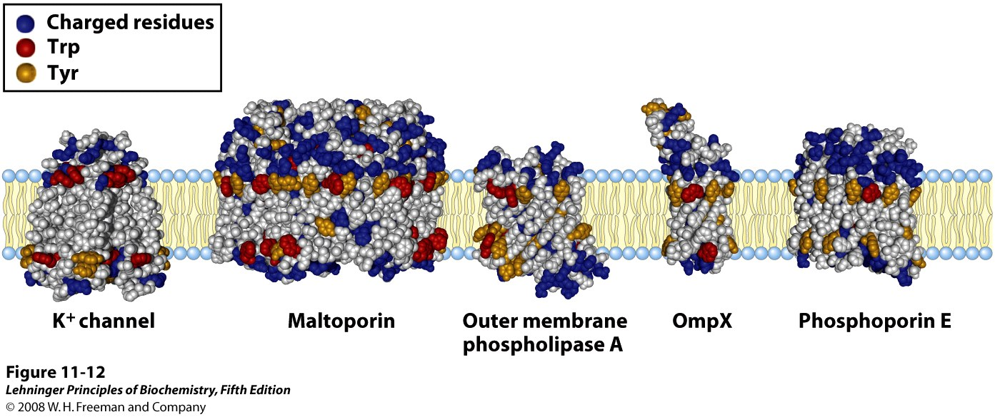 Charged residues
Trp
Tyr
K+ channel
Maltoporin
Outer membrane
phospholipase A
OmpX
Phosphoporin E
Figure 11-12
Lehninger Principles of Biochemistry, Fifth Edition
© 2008 W. H. Freeman and Company